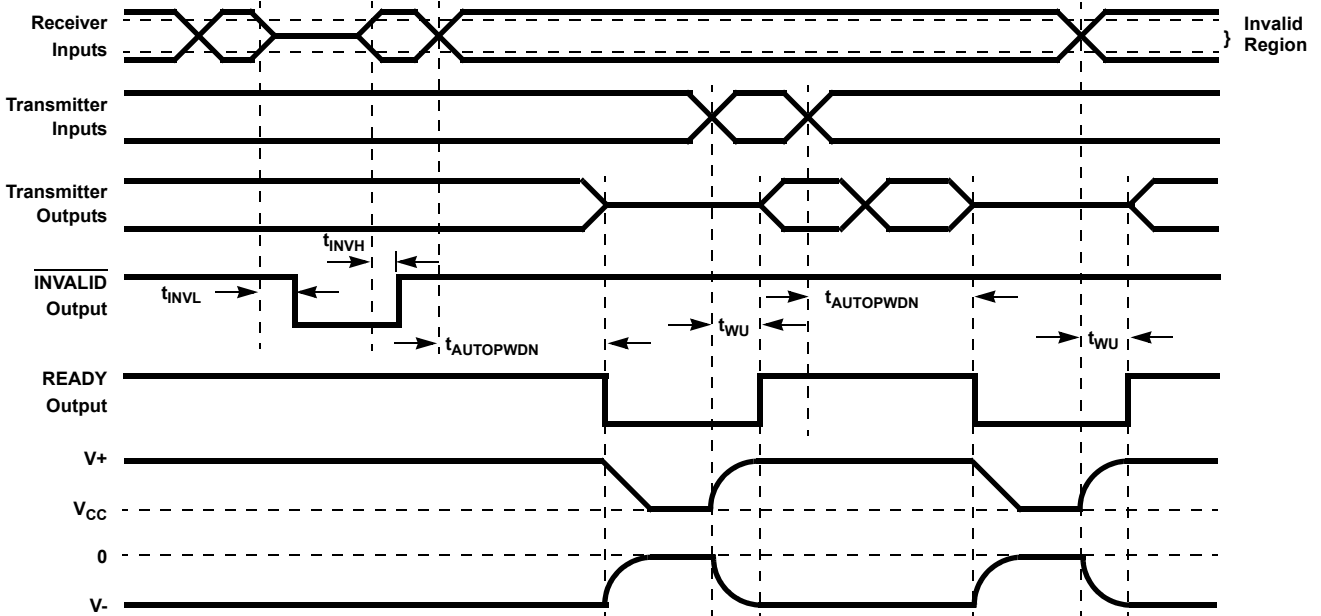 Receiver
Inputs
} Invalid
Region
Transmitter
Inputs
Transmitter
Outputs
tINVH
INVALID
Output
tINVL
tAUTOPWDN
tWU
tAUTOPWDN
tWU
READY
Output
V+
VCC
0
V-